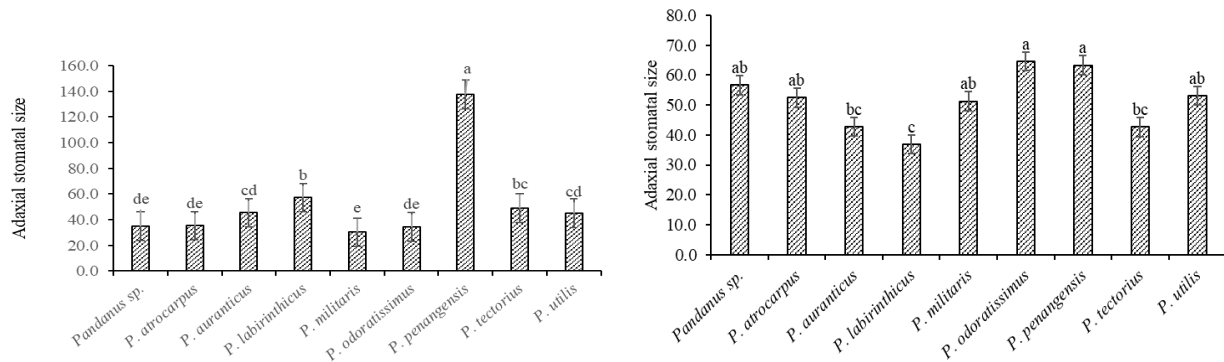 Adaxial stomatal size
160.0
140.0
120.0
100.0
80.0
60.0
40.0
20.0
0.0
de de cd b e de a bc cd
Pandanus sp.
P. atrocarpus
P. auranticus
P. labirinthicus
P. militaris
P. odoratissimus
P. penangensis
P. tectorius
P. utilis
Adaxial stomatal size
80.0
70.0
60.0
50.0
40.0
30.0
20.0
10.0
0.0
ab ab bc c ab a a bc ab
Pandanus sp.
P. atrocarpus
P. auranticus
P. labirinthicus
P. militaris
P. odoratissimus
P. penangensis
P. tectorius
P. utilis